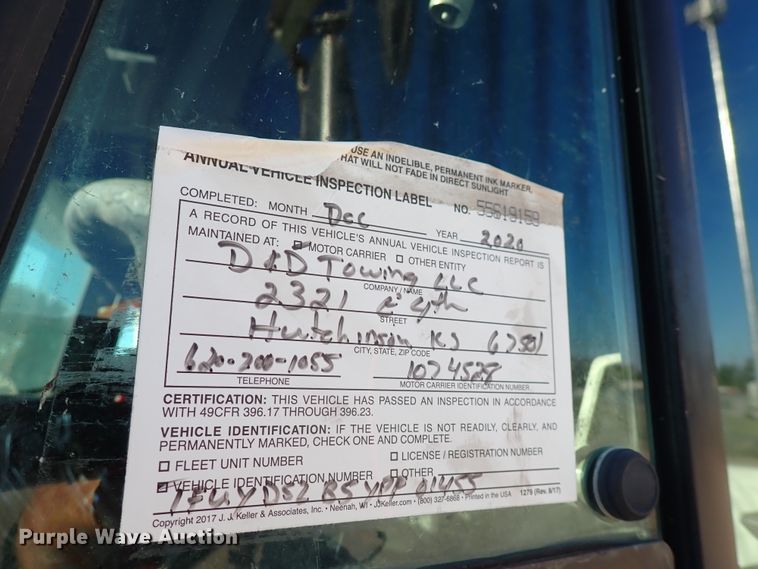 USE AN INDELIBLE, PERMANENT INK MARKER,
THAT WILL NOT FADE IN DIRECT SUNLIGHT
ANNUAL VEHICLE INSPECTION LABEL NO. 55619159
COMPLETED: MONTH Dec YEAR 2020
A RECORD OF THIS VEHICLE'S ANNUAL VEHICLE INSPECTION REPORT IS
MAINTAINED AT: MOTOR CARRIER OTHER ENTITY
D&D Towing LLC
COMPANY / NAME
2321 E 4th
STREET
Hutchinson KS 67501
CITY, STATE, ZIP CODE
620-200-1055 1074528
TELEPHONE MOTOR CARRIER IDENTIFICATION NUMBER
CERTIFICATION: THIS VEHICLE HAS PASSED AN INSPECTION IN ACCORDANCE
WITH 49CFR 396.17 THROUGH 396.23.
VEHICLE IDENTIFICATION: IF THE VEHICLE IS NOT READILY, CLEARLY, AND
PERMANENTLY MARKED, CHECK ONE AND COMPLETE.
FLEET UNIT NUMBER LICENSE / REGISTRATION NUMBER
VEHICLE IDENTIFICATION NUMBER OTHER
Copyright 2017 J. J. Keller & Associates, Inc. • Neenah, WI • JJKeller.com • (800) 327-6868 • Printed in the USA 1279 (Rev. 8/17)
Purple Wave Auction